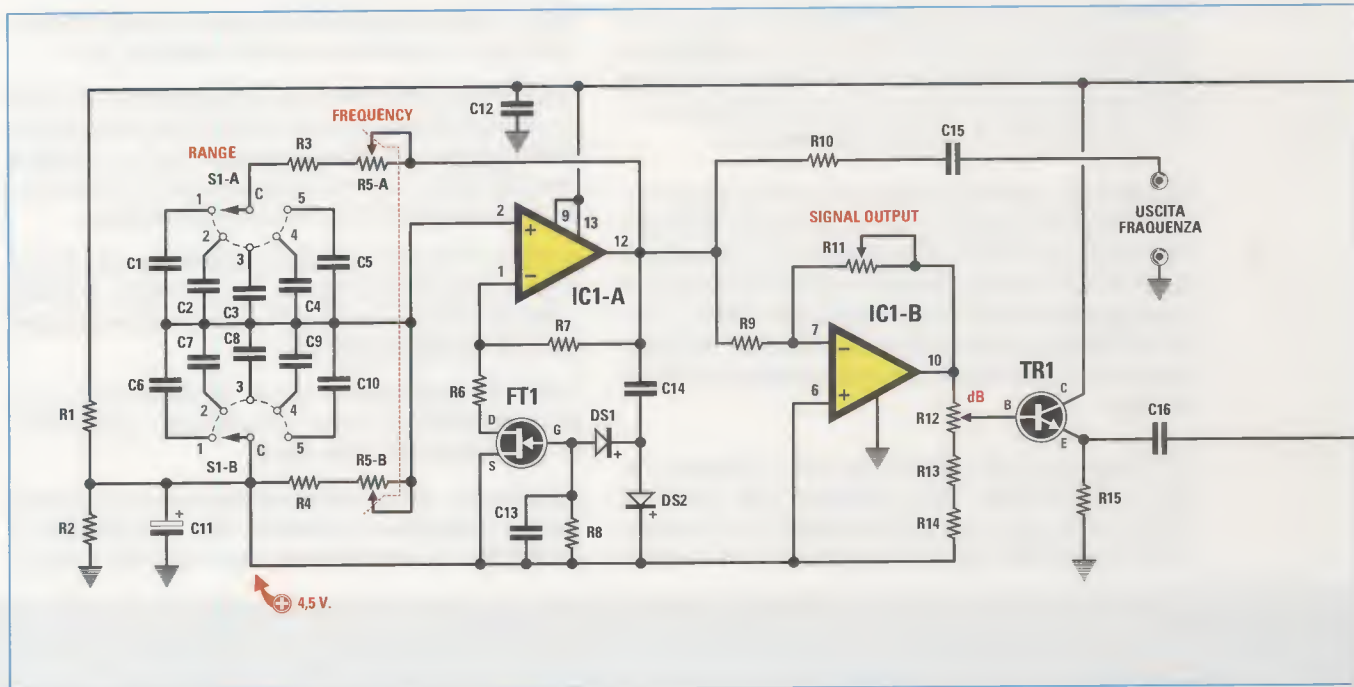 C12
FREQUENCY
C15
RANGE
R3
R10
S1-A
R5-A
C
1
5
2
4
3
2
9
13
SIGNAL OUTPUT
USCITA
FRAQUENZA
12
R11
C1
C5
C2
C3
C4
1
IC1-A
IC1-B
C7
C8
C9
R7
R9
7
10
TR1
C6
C10
R6
C14
C
R1
3
FT1
6
dB
B
C16
2
4
D
G
DS1
R12
E
1
C
5
S
+
S1-B
R5-B
R13
R15
R4
R2
+
C11
C13
R8
DS2
+
R14
4,5 V.